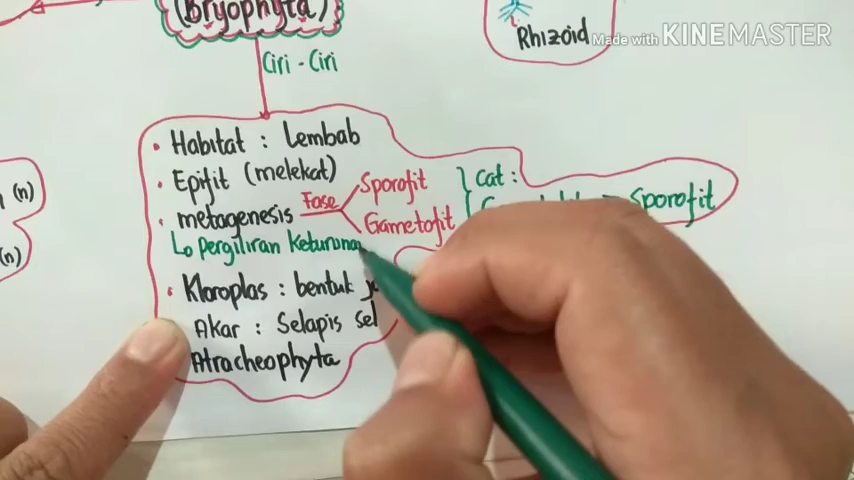 (Bryophyta)
Rhizoid
Made with KINEMASTER
Ciri - Ciri
• Habitat : Lembab
• Epifit (melekat)
• metagenesis Fase Sporofit
Gametofit
Cat :
Sporofit
Pergiliran Keturunan
• Kloroplas : bentuk
Akar : Selapis sel
Atracheophyta
(n)
(n)